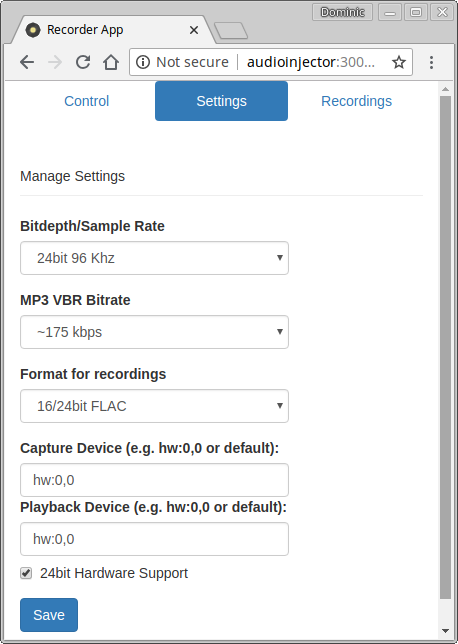 Dominic
Recorder App
Not secure audioinjector:300...
Control Settings Recordings
Manage Settings
Bitdepth/Sample Rate
24bit 96 Khz
MP3 VBR Bitrate
~175 kbps
Format for recordings
16/24bit FLAC
Capture Device (e.g. hw:0,0 or default):
hw:0,0
Playback Device (e.g. hw:0,0 or default):
hw:0,0
24bit Hardware Support
Save